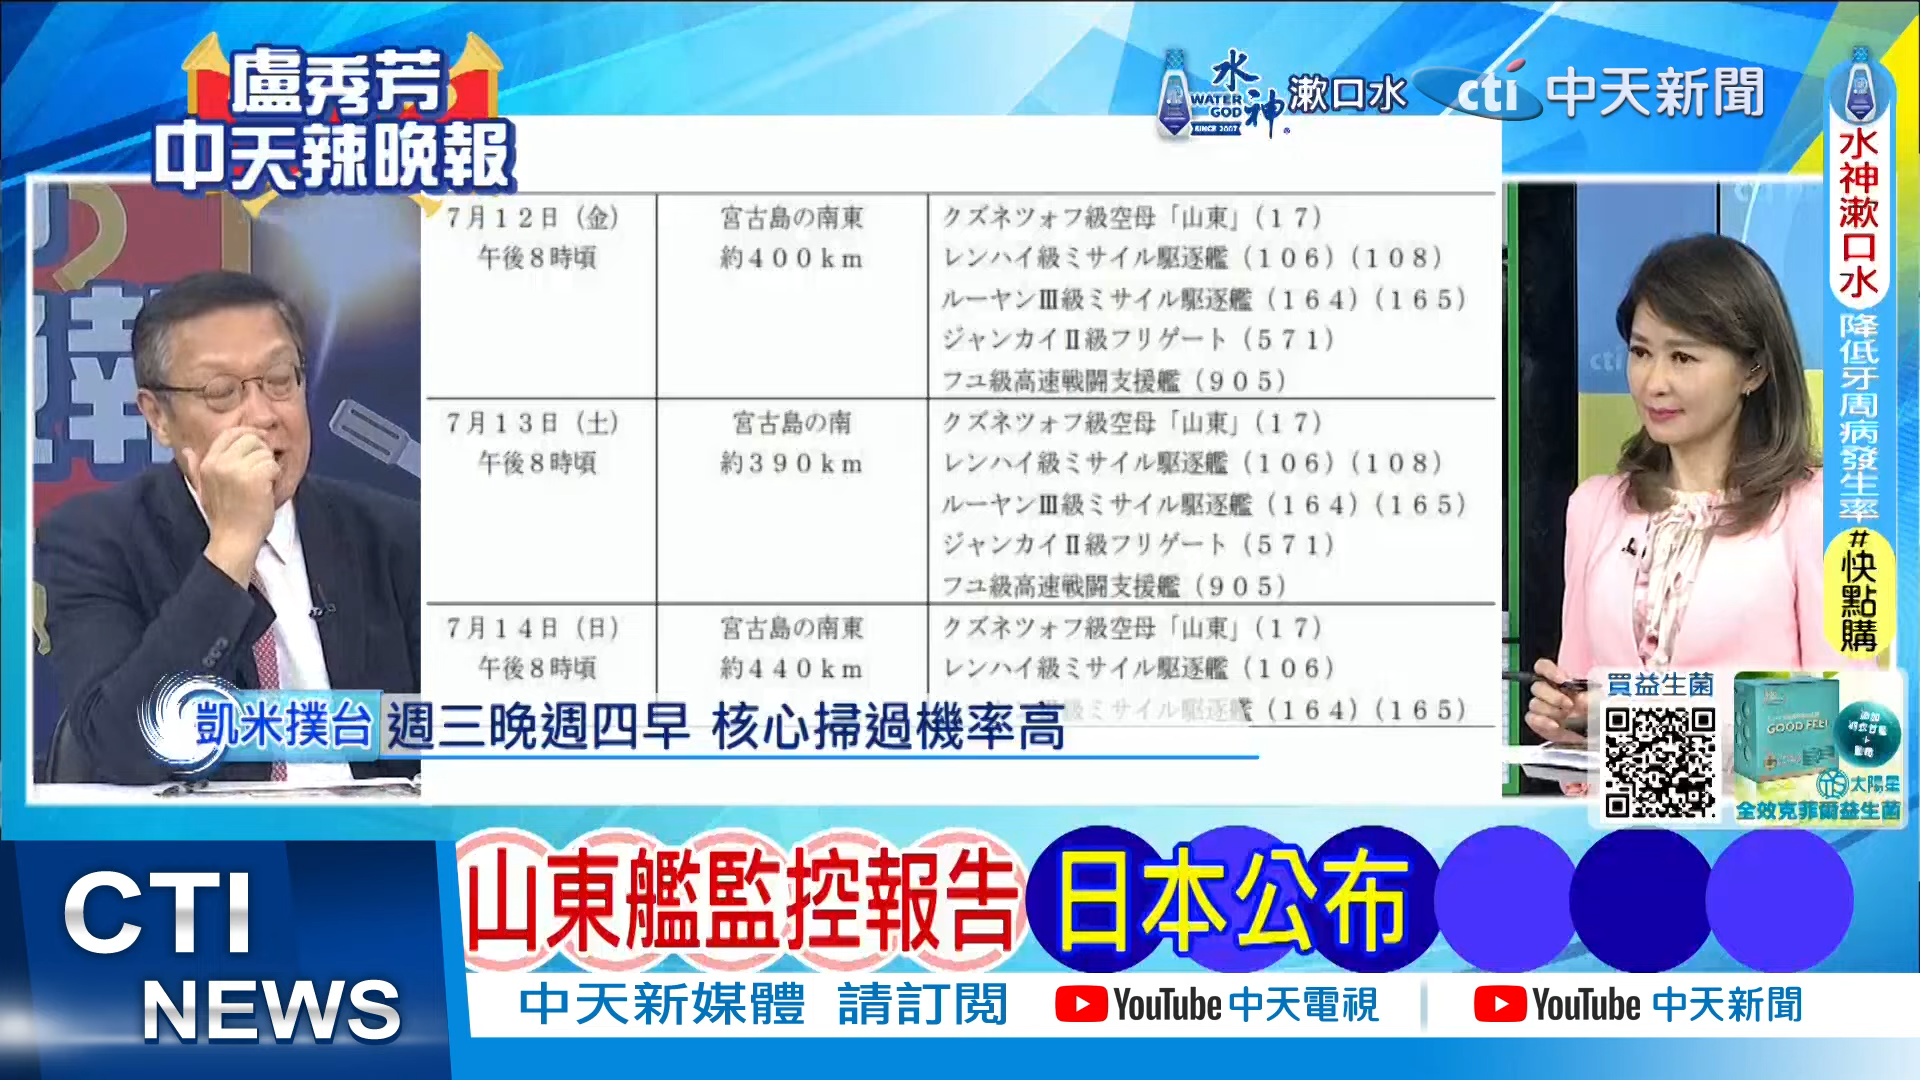 盧秀芳
中天辣晚報
水神
WATER GOD
SINCE 2007
漱口水
cti 中天新聞
7月12日（金）
午後8時頃
宮古島の南東
約400km
クズネツォフ級空母「山東」（17）
レンハイ級ミサイル駆逐艦（106）（108）
ルーヤンⅢ級ミサイル駆逐艦（164）（165）
ジャンカイⅡ級フリゲート（571）
フユ級高速戦闘支援艦（905）
7月13日（土）
午後8時頃
宮古島の南
約390km
クズネツォフ級空母「山東」（17）
レンハイ級ミサイル駆逐艦（106）（108）
ルーヤンⅢ級ミサイル駆逐艦（164）（165）
ジャンカイⅡ級フリゲート（571）
フユ級高速戦闘支援艦（905）
7月14日（日）
午後8時頃
宮古島の南東
約440km
クズネツォフ級空母「山東」（17）
レンハイ級ミサイル駆逐艦（106）
級ミサイル駆逐艦（164）（165）
凱米撲台 週三晚週四早 核心掃過機率高
水神漱口水
降低牙周病發生率
#快點購
買益生菌
GOOD FEEL
太陽星
全效克菲爾益生菌
山東艦監控報告 日本公布
CTI
NEWS
中天新媒體 請訂閱 YouTube 中天電視 YouTube 中天新聞